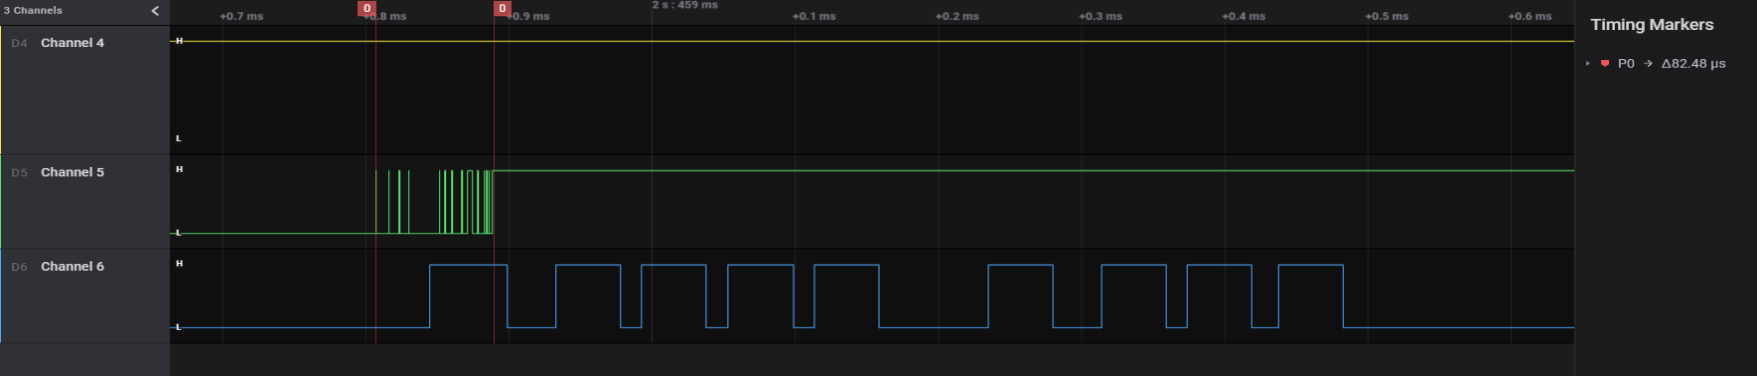 3 Channels <
+0.7 ms 0 +0.8 ms 0 +0.9 ms 2 s : 459 ms +0.1 ms +0.2 ms +0.3 ms +0.4 ms +0.5 ms +0.6 ms
Timing Markers
P0 → Δ82.48 μs
D4 Channel 4
H
L
D5 Channel 5
H
L
D6 Channel 6
H
L